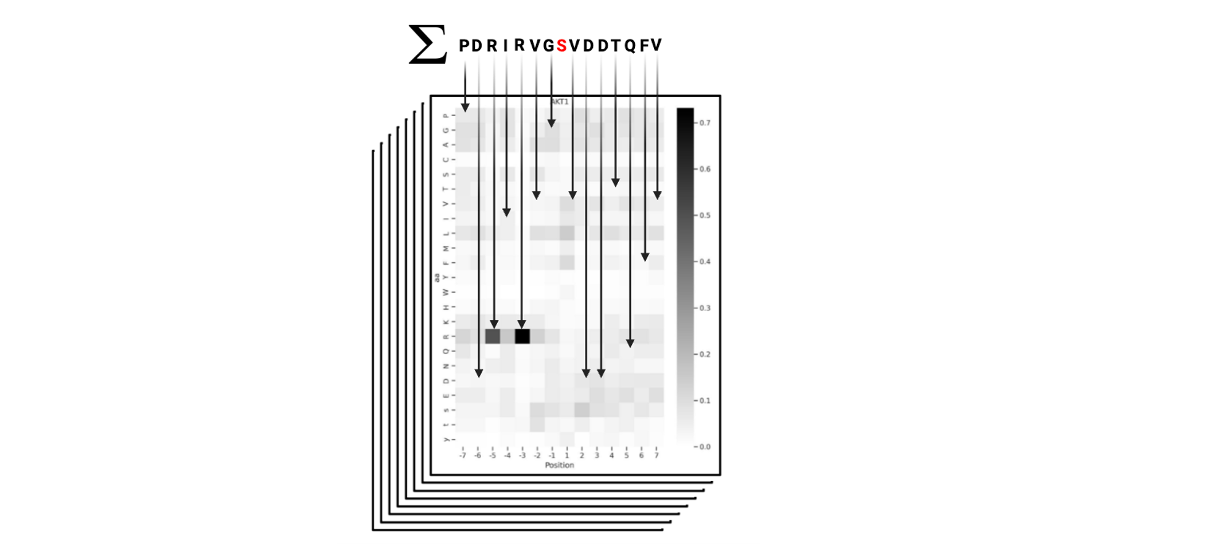 Σ PDRIRVGSVDDTQFV
AKT1
P
G
A
C
S
T
V
I
L
M
F
Y
W
H
K
R
Q
N
D
E
s
t
y
aa
0.7
0.6
0.5
0.4
0.3
0.2
0.1
0.0
-7 -6 -5 -4 -3 -2 -1 1 2 3 4 5 6 7
Position